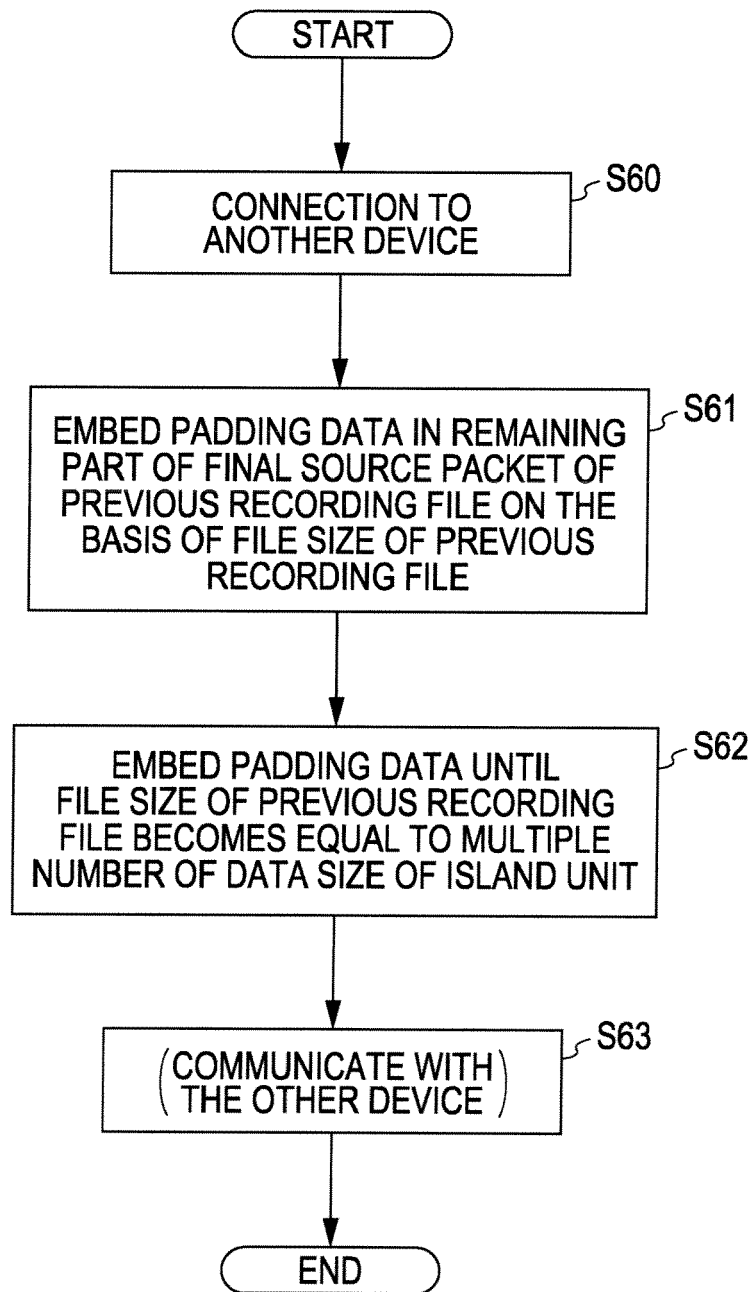 START
S60
CONNECTION TO
ANOTHER DEVICE
S61
EMBED PADDING DATA IN REMAINING
PART OF FINAL SOURCE PACKET OF
PREVIOUS RECORDING FILE ON THE
BASIS OF FILE SIZE OF PREVIOUS
RECORDING FILE
S62
EMBED PADDING DATA UNTIL
FILE SIZE OF PREVIOUS RECORDING
FILE BECOMES EQUAL TO MULTIPLE
NUMBER OF DATA SIZE OF ISLAND UNIT
S63
(COMMUNICATE WITH
THE OTHER DEVICE)
END